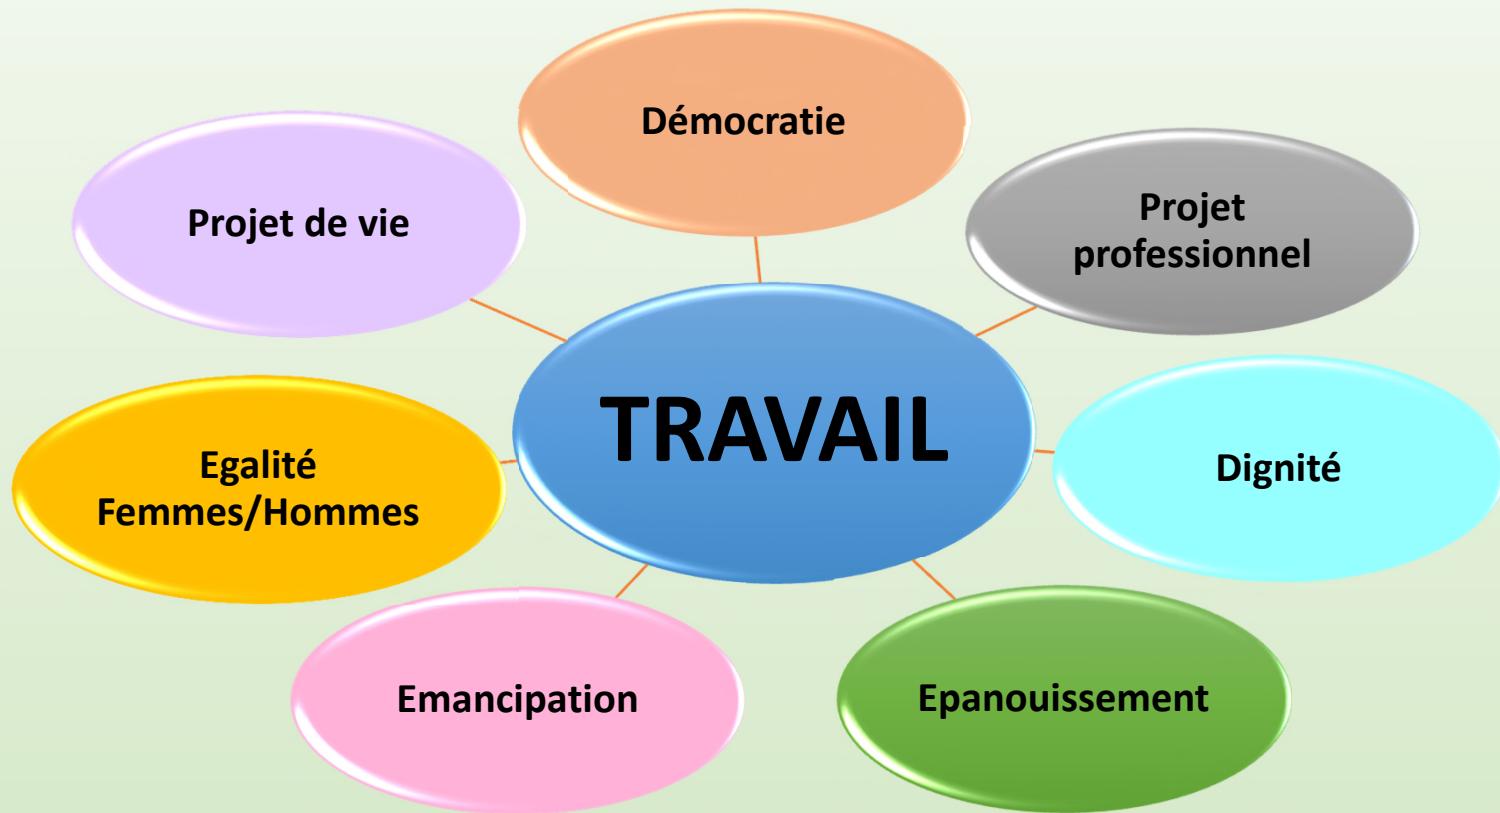 Démocratie
Projet de vie
Projet
professionnel
TRAVAIL
Egalité
Femmes/Hommes
Dignité
Emancipation
Epanouissement